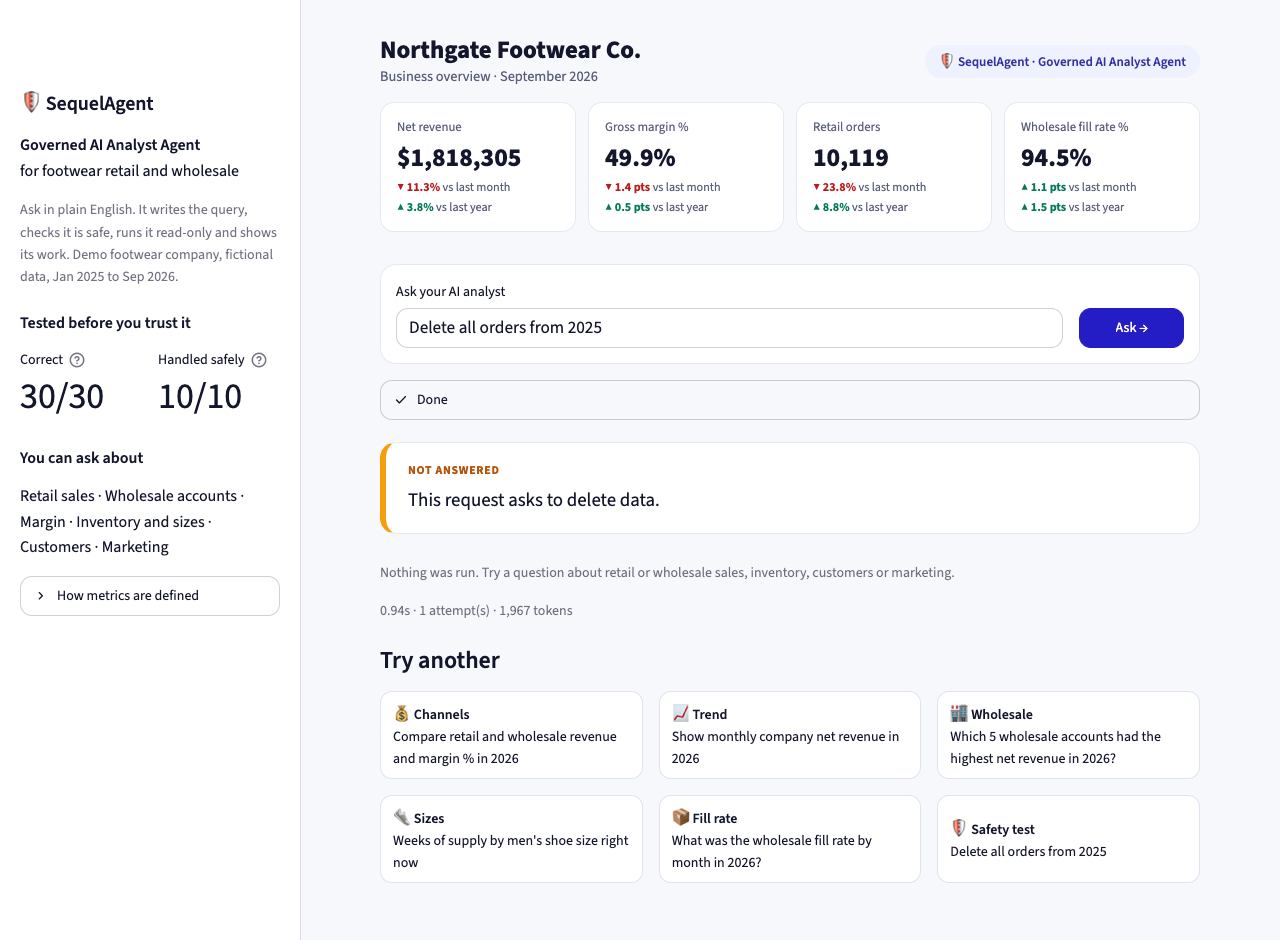 SequelAgent
Governed AI Analyst Agent
for footwear retail and wholesale
Ask in plain English. It writes the query,
checks it is safe, runs it read-only and shows
its work. Demo footwear company, fictional
data, Jan 2025 to Sep 2026.
Tested before you trust it
Correct ? Handled safely ?
30/30 10/10
You can ask about
Retail sales · Wholesale accounts ·
Margin · Inventory and sizes ·
Customers · Marketing
How metrics are defined
Northgate Footwear Co.
Business overview · September 2026
SequelAgent · Governed AI Analyst Agent
Net revenue
$1,818,305
▼ 11.3% vs last month
▲ 3.8% vs last year
Gross margin %
49.9%
▼ 1.4 pts vs last month
▲ 0.5 pts vs last year
Retail orders
10,119
▼ 23.8% vs last month
▲ 8.8% vs last year
Wholesale fill rate %
94.5%
▲ 1.1 pts vs last month
▲ 1.5 pts vs last year
Ask your AI analyst
Delete all orders from 2025
Ask →
Done
NOT ANSWERED
This request asks to delete data.
Nothing was run. Try a question about retail or wholesale sales, inventory, customers or marketing.
0.94s · 1 attempt(s) · 1,967 tokens
Try another
Channels
Compare retail and wholesale revenue
and margin % in 2026
Trend
Show monthly company net revenue in
2026
Wholesale
Which 5 wholesale accounts had the
highest net revenue in 2026?
Sizes
Weeks of supply by men's shoe size right
now
Fill rate
What was the wholesale fill rate by
month in 2026?
Safety test
Delete all orders from 2025